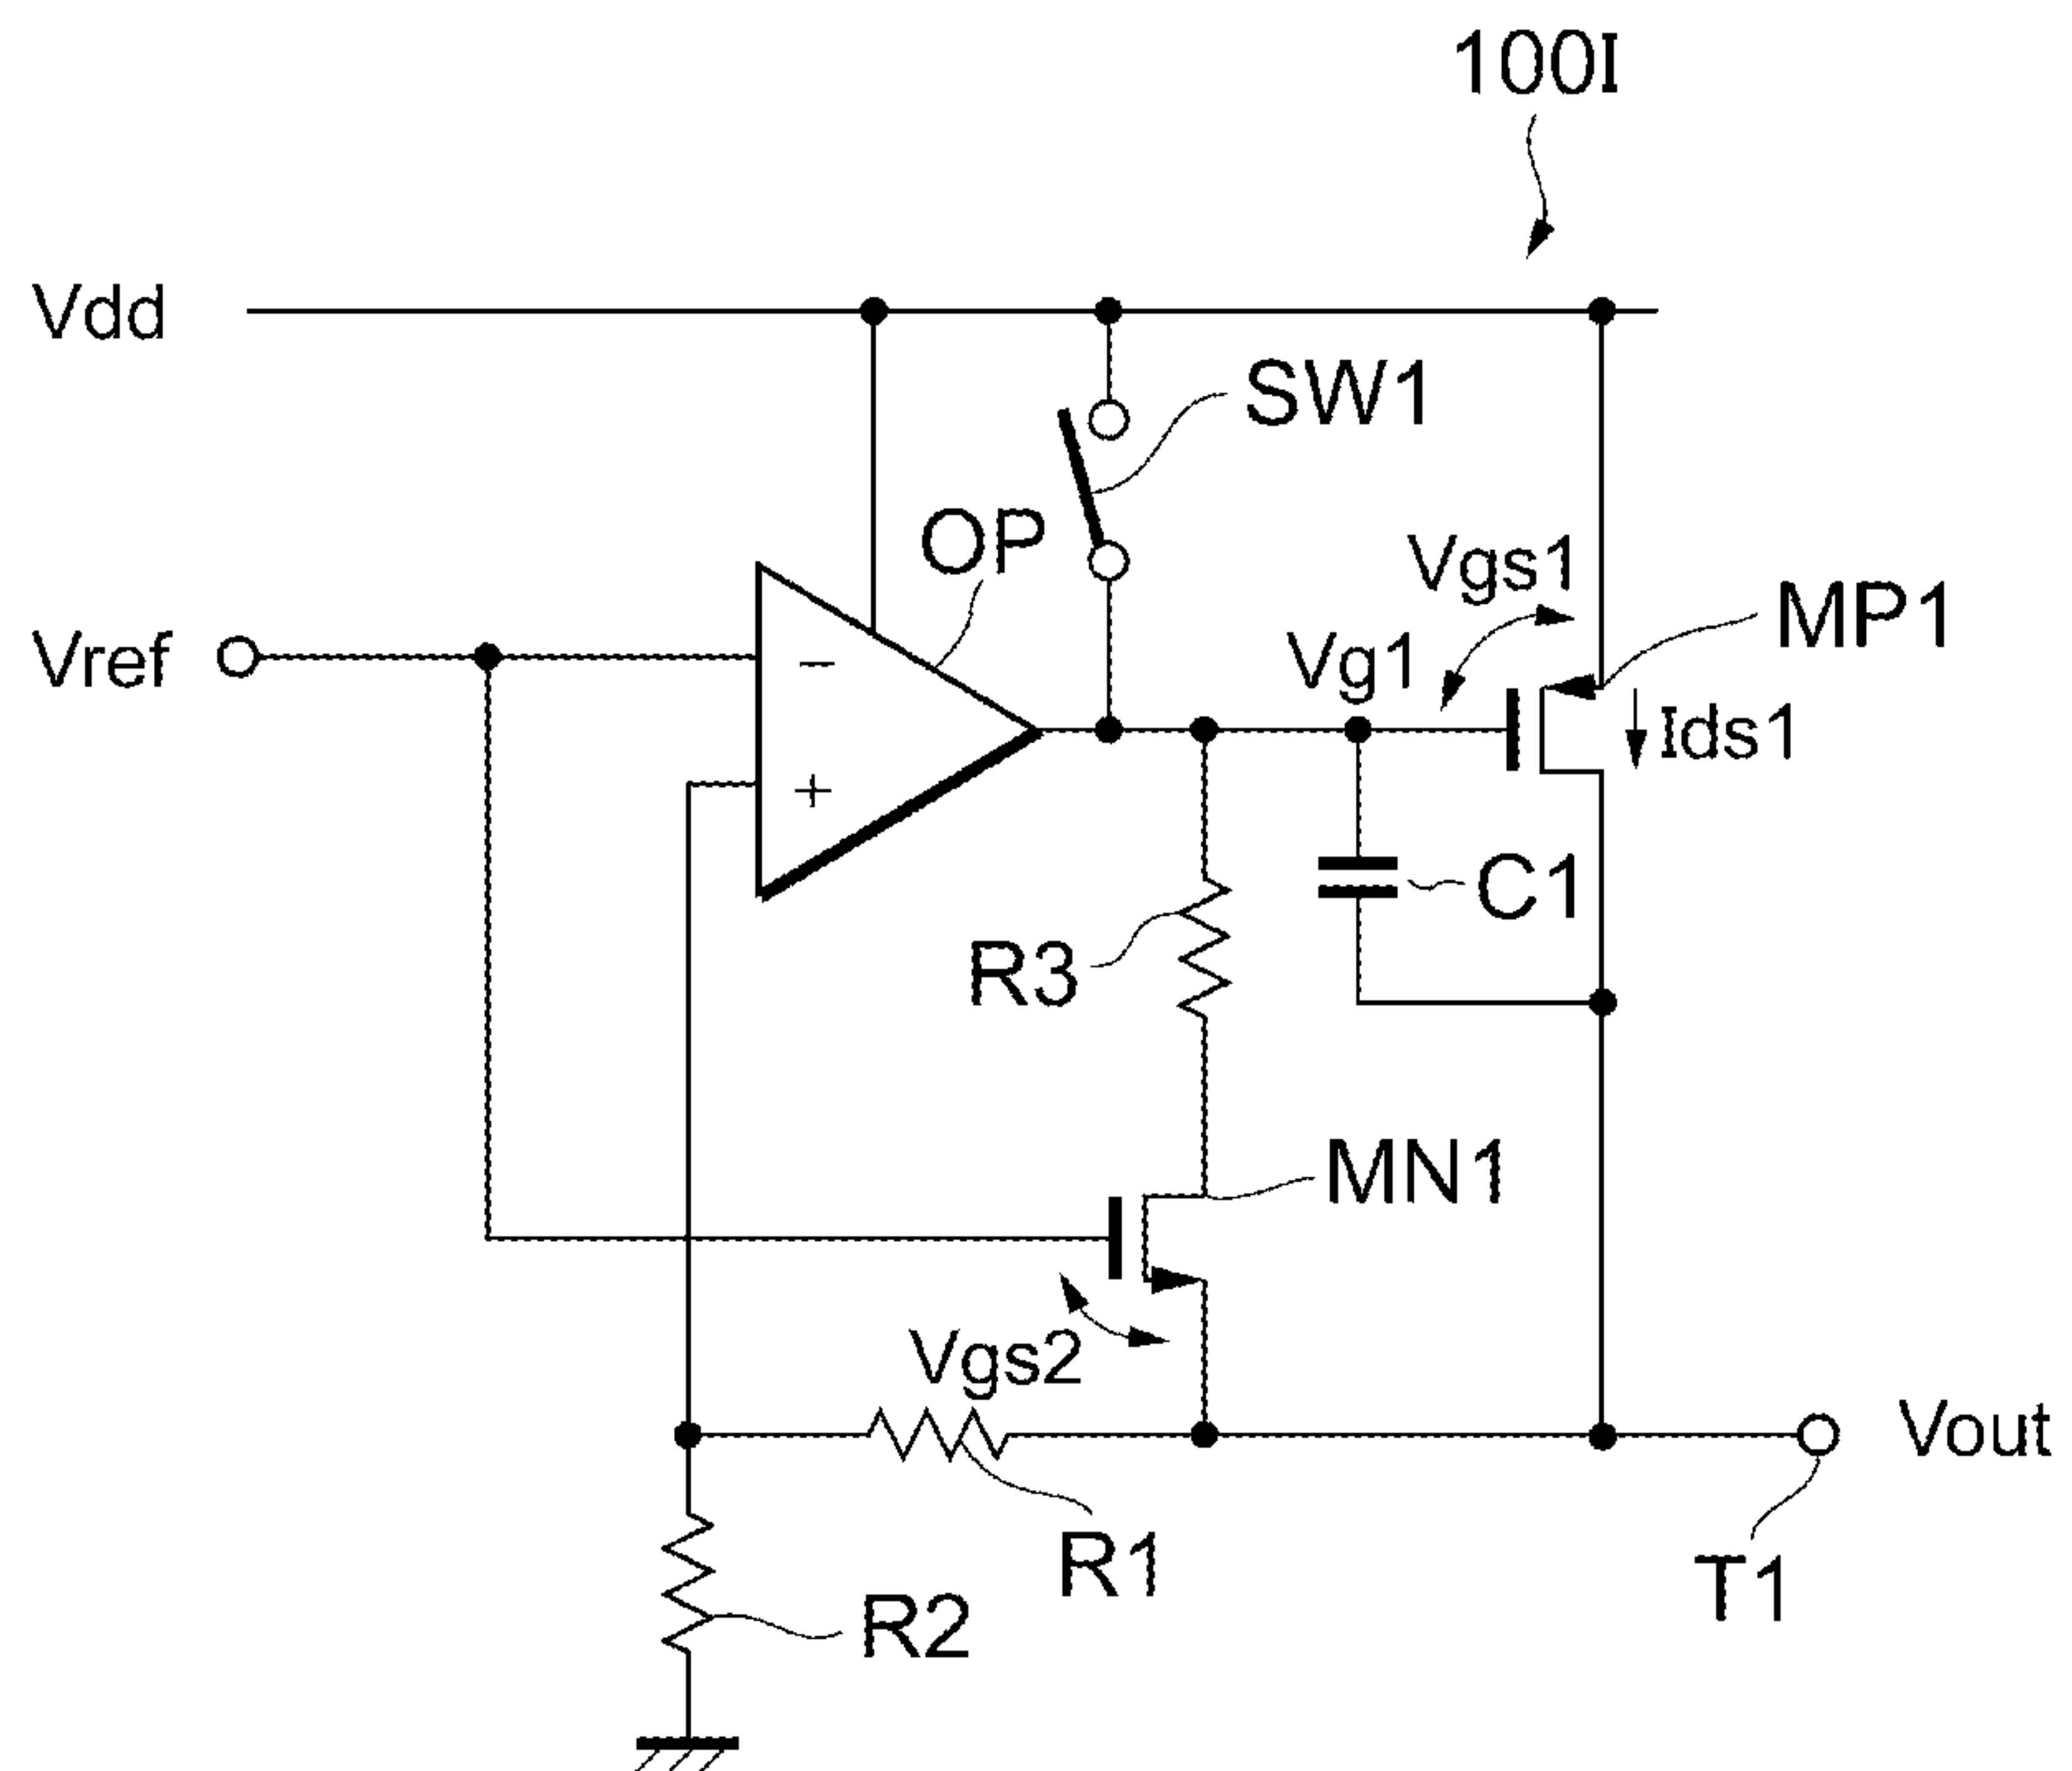 100I
Vdd
SW1
OP
Vgs1
MP1
Vref
Vg1
Ids1
−
+
C1
R3
MN1
Vgs2
Vout
R1
T1
R2